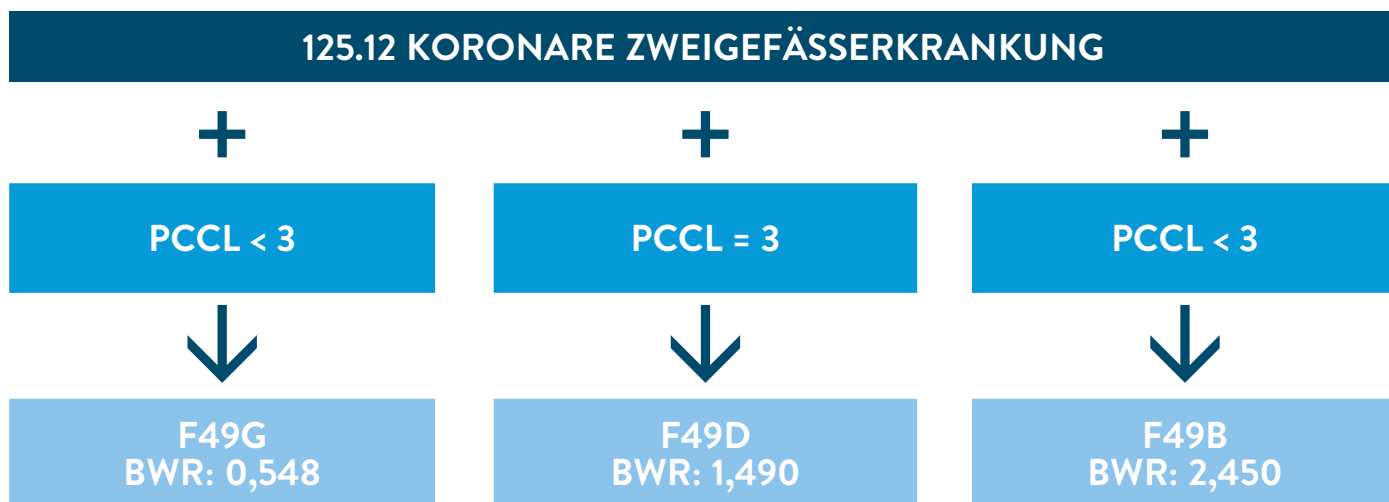 125.12 KORONARE ZWEIGEFÄSSERKRANKUNG
+ + +
PCCL < 3
PCCL = 3
PCCL < 3
F49G
BWR: 0,548
F49D
BWR: 1,490
F49B
BWR: 2,450